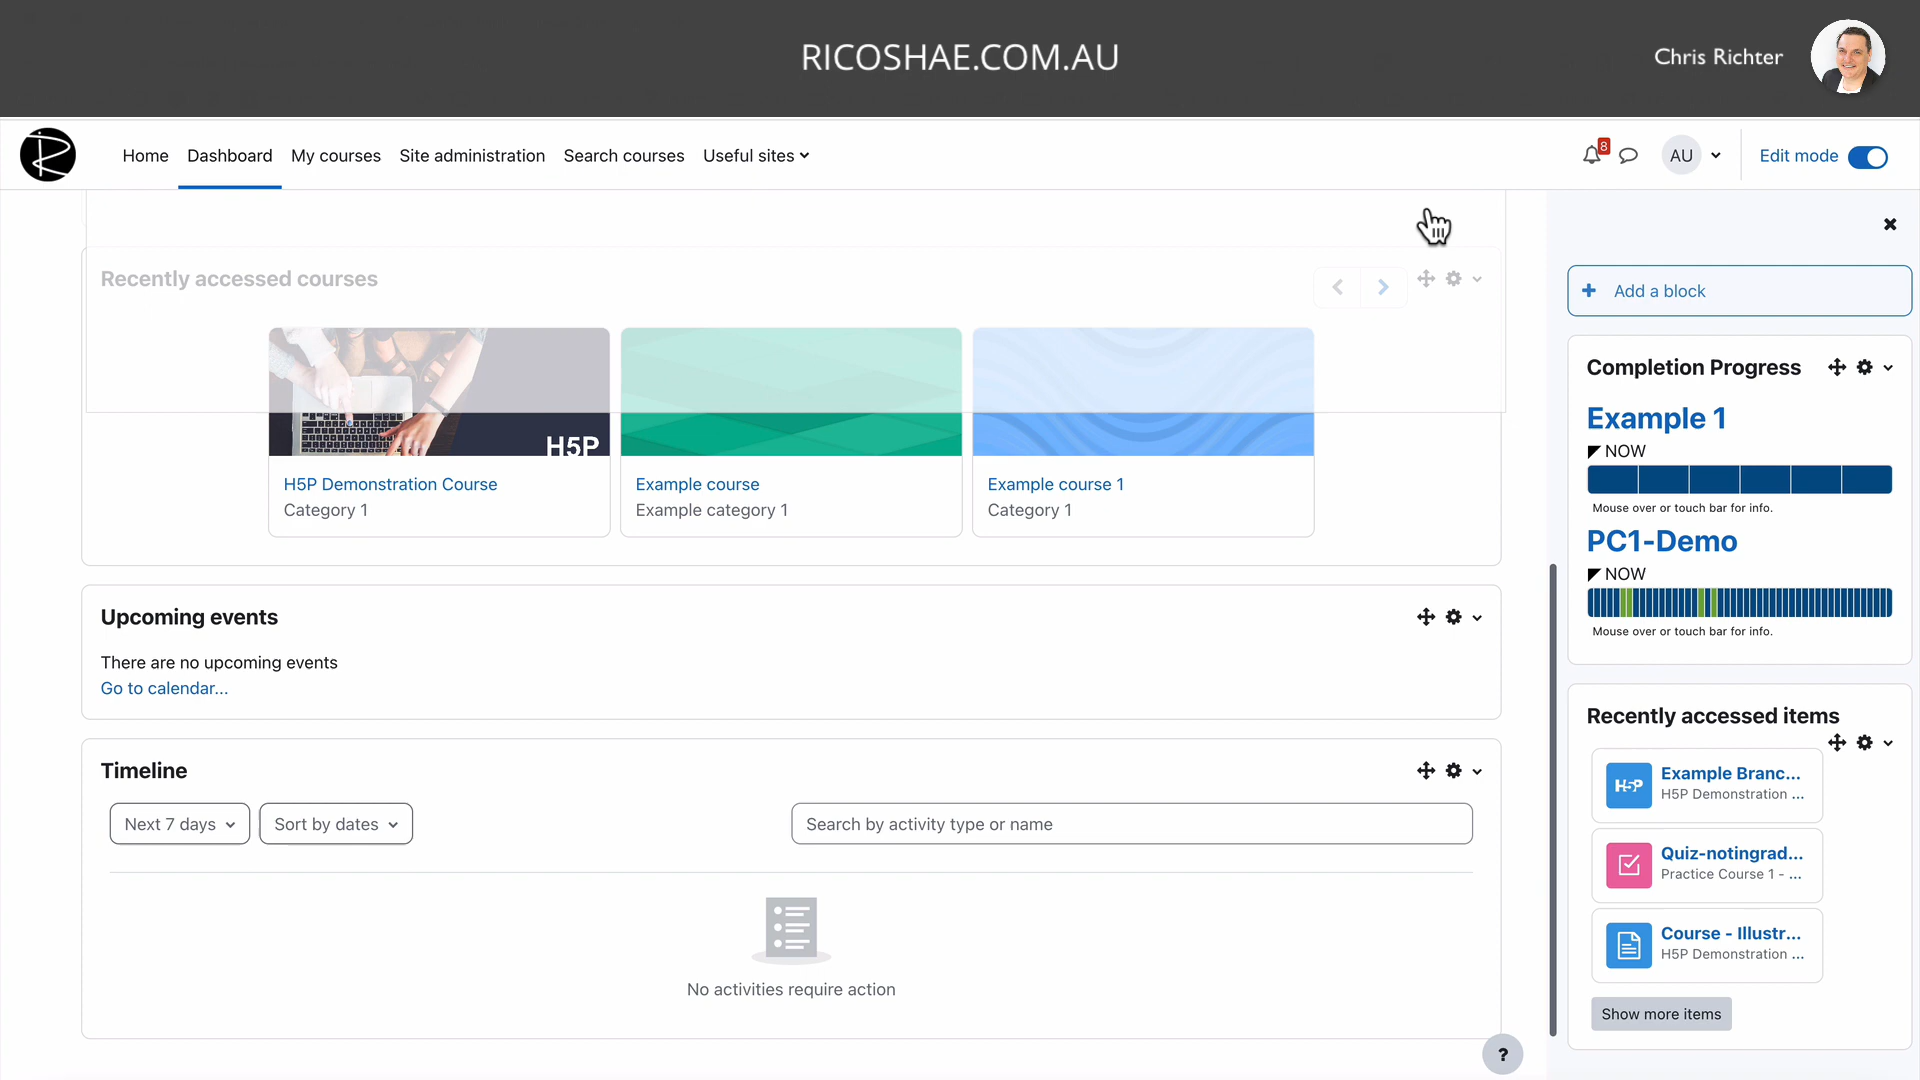 RICOSHAE.COM.AU
Chris Richter
Home
Dashboard
My courses
Site administration
Search courses
Useful sites
8
AU
Edit mode
Recently accessed courses
H5P
H5P Demonstration Course
Category 1
Example course
Example category 1
Example course 1
Category 1
Upcoming events
There are no upcoming events
Go to calendar...
Timeline
Next 7 days
Sort by dates
Search by activity type or name
No activities require action
+ Add a block
Completion Progress
Example 1
NOW
Mouse over or touch bar for info.
PC1-Demo
NOW
Mouse over or touch bar for info.
Recently accessed items
H5P
Example Branc...
H5P Demonstration ...
Quiz-notingrad...
Practice Course 1 - ...
Course - Illustr...
H5P Demonstration ...
Show more items
?